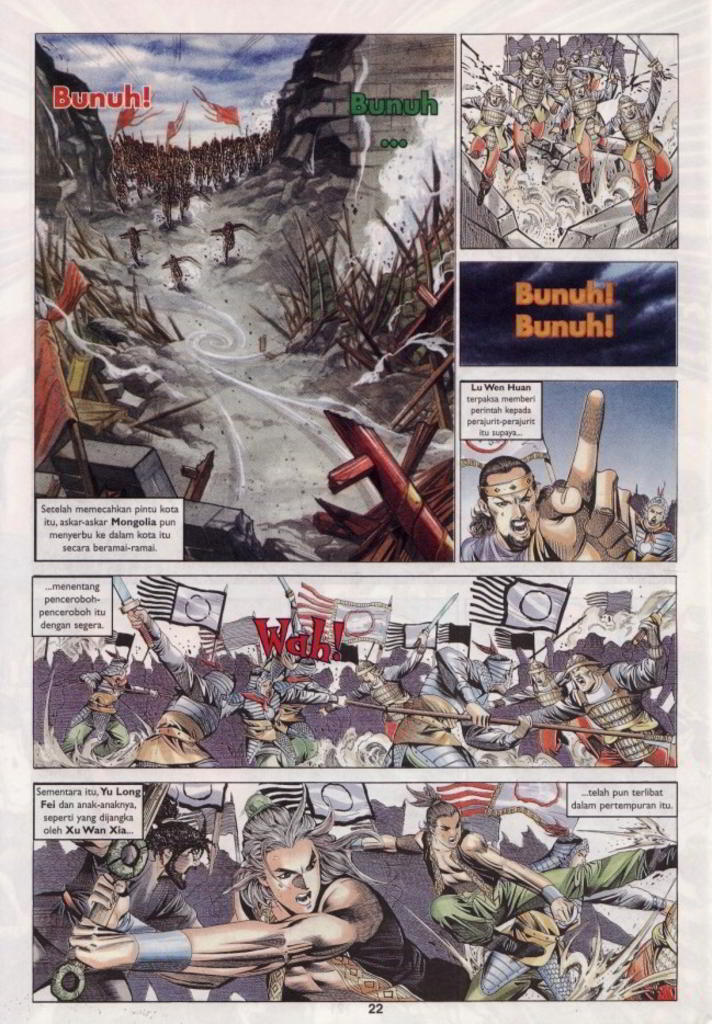 Bunuh!
Bunuh
...
Setelah memecahkan pintu kota
itu, askar-askar Mongolia pun
menyerbu ke dalam kota itu
secara beramai-ramai.
Bunuh!
Bunuh!
Lu Wen Huan
terpaksa memberi
perintah kepada
perajurit-perajurit
itu supaya...
...menentang
penceroboh-
penceroboh itu
dengan segera.
Wah!
Sementara itu, Yu Long
Fei dan anak-anaknya,
seperti yang dijangka
oleh Xu Wan Xia...
...telah pun terlibat
dalam pertempuran itu.
22